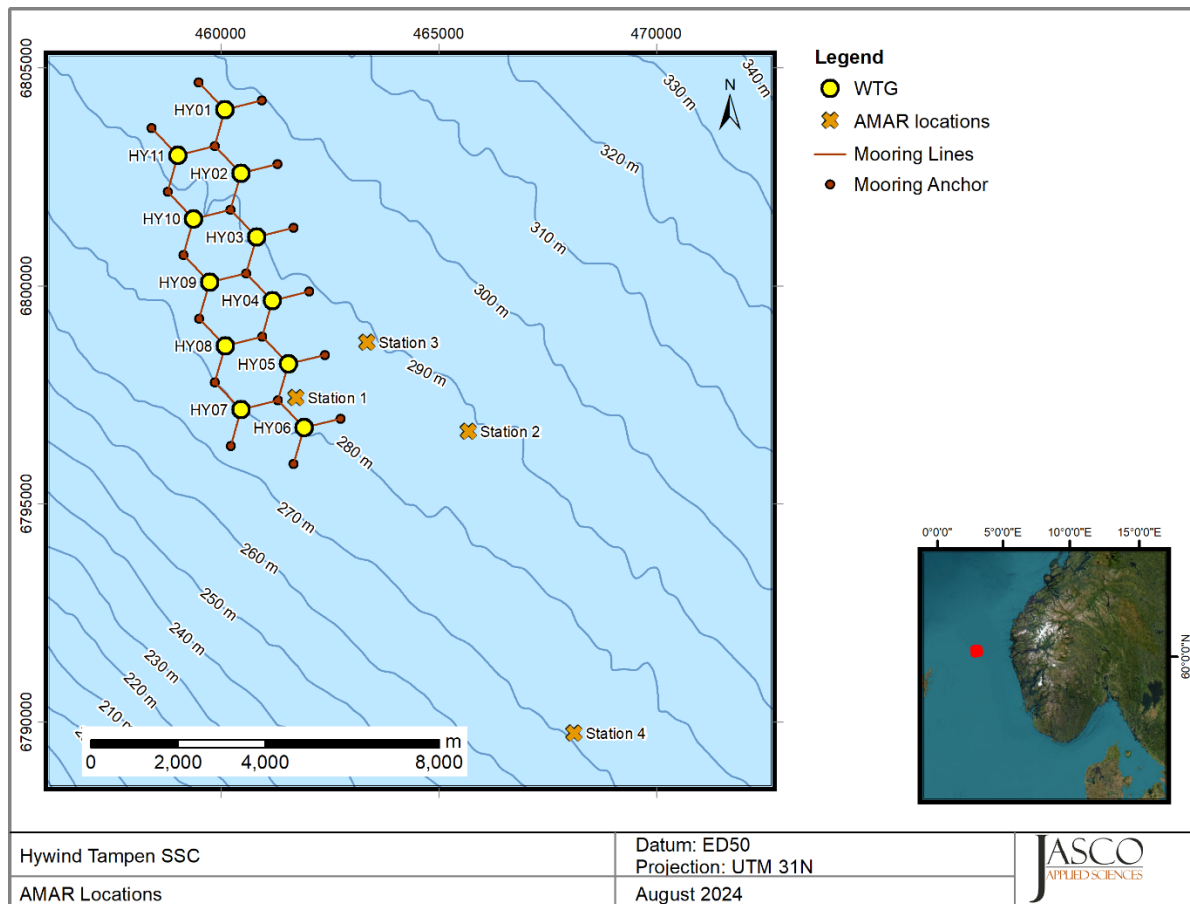 460000
465000
470000
6805000
6800000
6795000
6790000
HY01
HY11
HY02
HY10
HY03
HY09
HY04
HY08
HY05
HY07
HY06
Station 3
Station 1
Station 2
Station 4
340 m
330 m
320 m
310 m
300 m
290 m
280 m
270 m
260 m
250 m
240 m
230 m
220 m
N
m
0
2,000
4,000
8,000
Legend
WTG
AMAR locations
Mooring Lines
Mooring Anchor
0°0'0"
5°0'0"E
10°0'0"E
15°0'0"E
60°0'0"N
Hywind Tampen SSC
AMAR Locations
Datum: ED50
Projection: UTM 31N
August 2024
JASCO
APPLIED SCIENCES